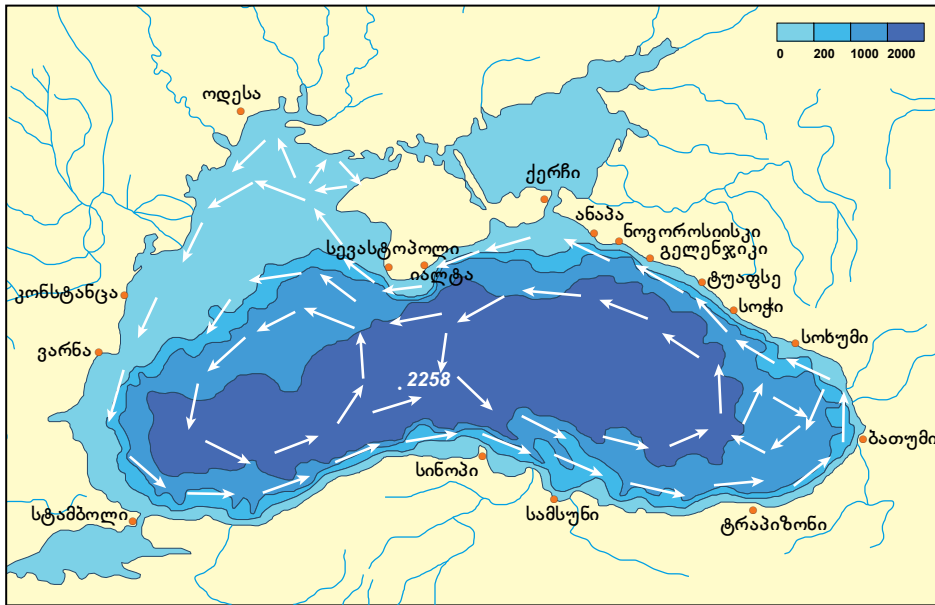 0 200 1000 2000
ოდესა
ქერჩი
ანაპა
ნოვოროსიისკი
გელენჯიკი
სევასტოპოლი
იალტა
ტუაფსე
კონსტანცა
სოჭი
სოხუმი
ვარნა
. 2258
ბათუმი
სინოპი
სტამბოლი
სამსუნი
ტრაპიზონი